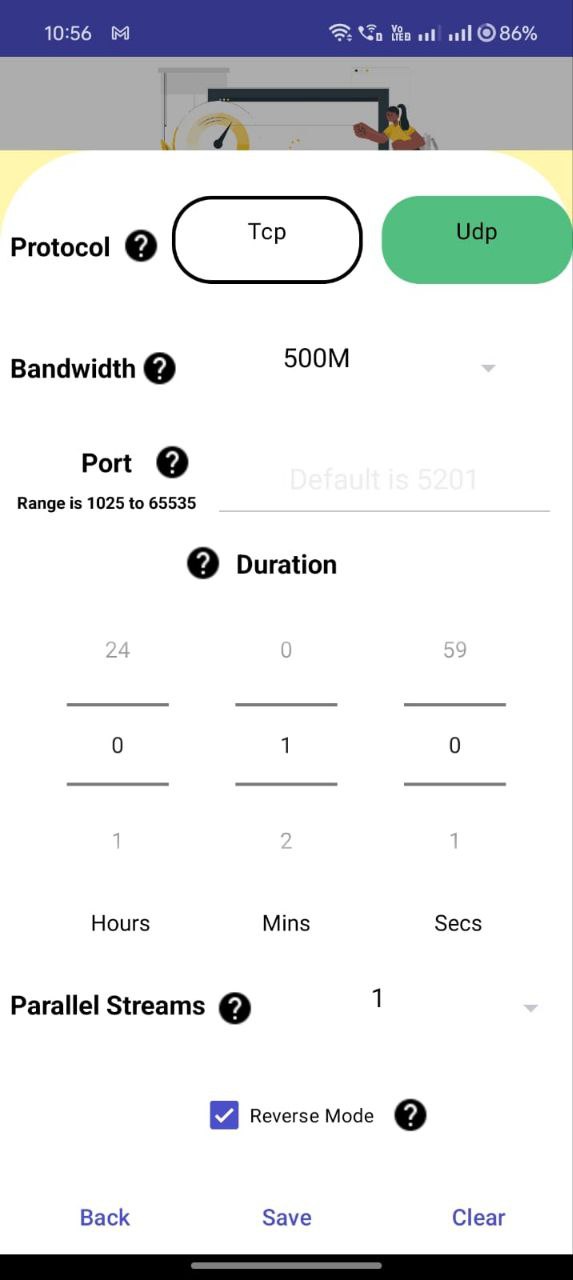 10:56 Vo LTED 86%
Protocol ? Tcp Udp
Bandwidth ? 500M
Port ? Default is 5201
Range is 1025 to 65535
? Duration
24 0 59
0 1 0
1 2 1
Hours Mins Secs
Parallel Streams ? 1
Reverse Mode ?
Back Save Clear